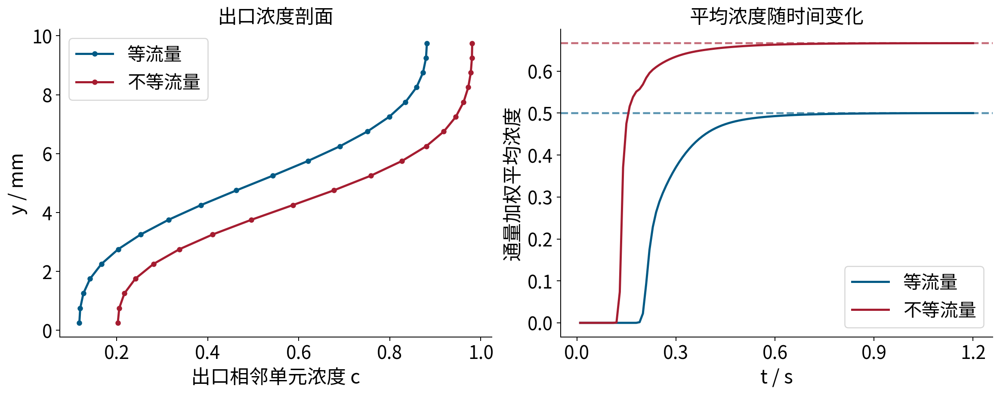 出口浓度剖面
等流量
不等流量
10
8
6
4
2
0
y / mm
0.2 0.4 0.6 0.8 1.0
出口相邻单元浓度 c
平均浓度随时间变化
0.6
0.5
0.4
0.3
0.2
0.1
0.0
通量加权平均浓度
等流量
不等流量
0.0 0.3 0.6 0.9 1.2
t / s